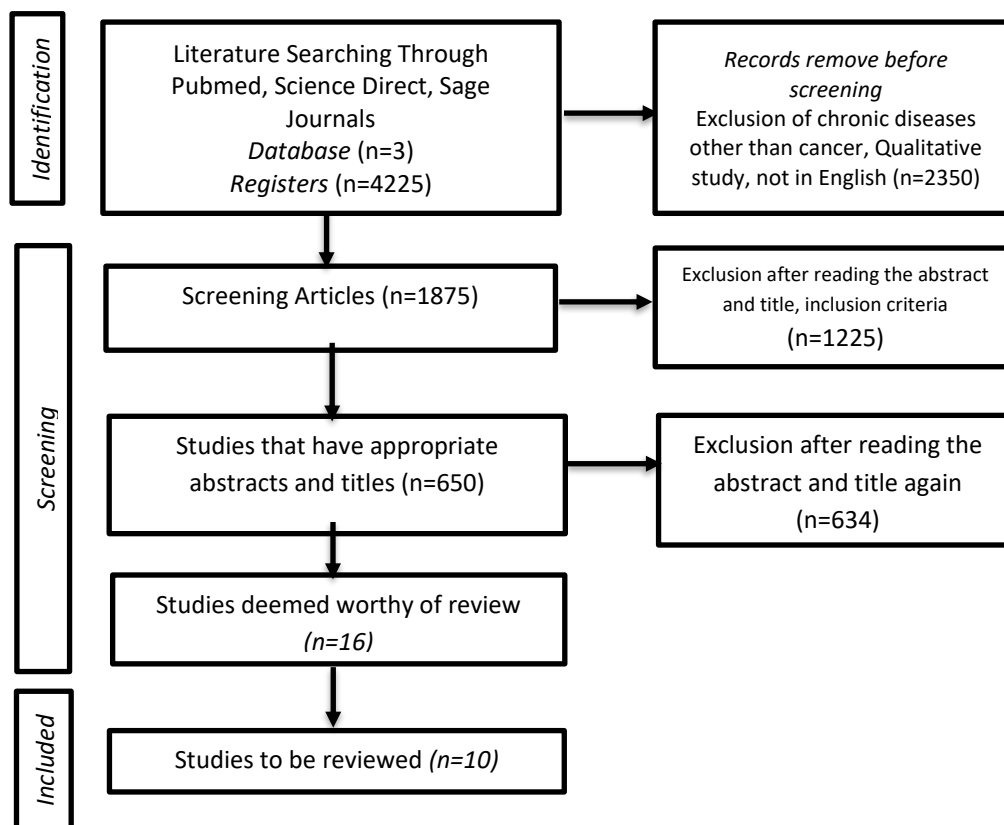 Identification
Literature Searching Through
Pubmed, Science Direct, Sage
Journals
Database (n=3)
Registers (n=4225)
Records remove before
screening
Exclusion of chronic diseases
other than cancer, Qualitative
study, not in English (n=2350)
Screening
Screening Articles (n=1875)
Exclusion after reading the abstract
and title, inclusion criteria
(n=1225)
Studies that have appropriate
abstracts and titles (n=650)
Exclusion after reading the
abstract and title again
(n=634)
Studies deemed worthy of review
(n=16)
Included
Studies to be reviewed (n=10)